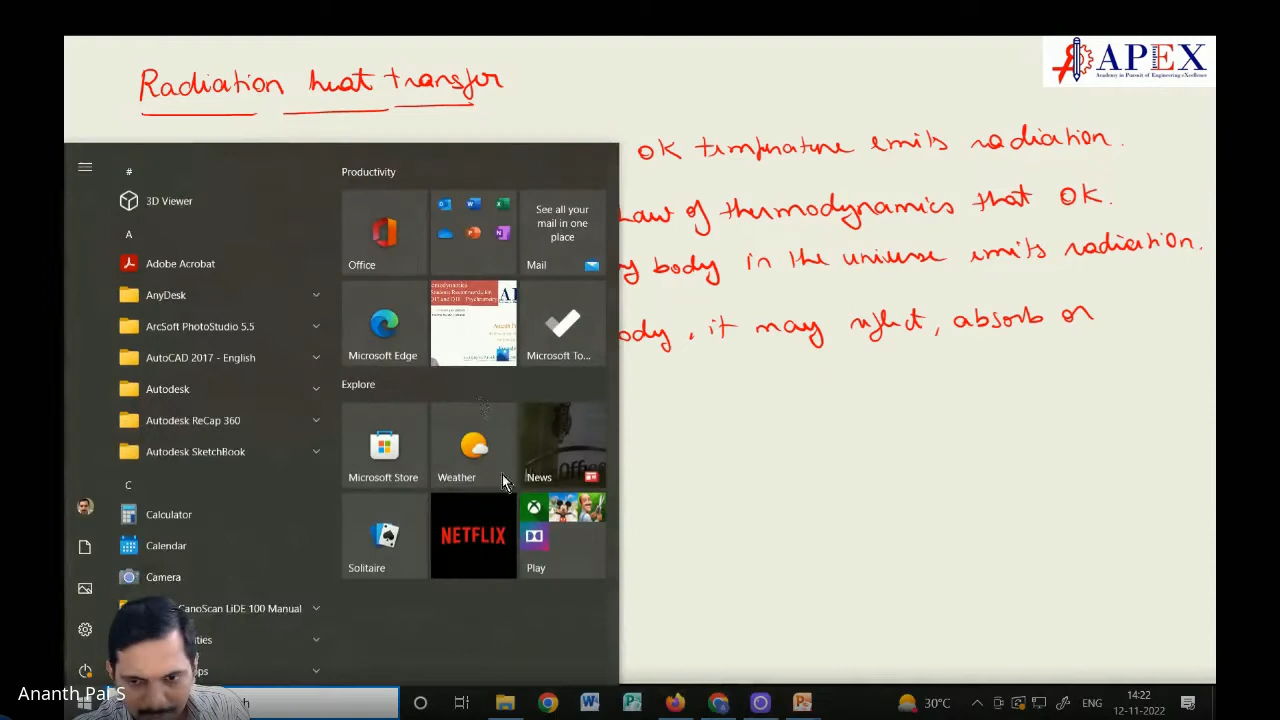 Radiation heat transfer
APEX
Academy in Pursuit of Engineering eXcellence
OK temperature emits radiation.
Law of thermodynamics that OK.
body in the universe emits radiation.
body, it may reflect, absorb or
#
3D Viewer
A
Adobe Acrobat
AnyDesk
ArcSoft PhotoStudio 5.5
AutoCAD 2017 - English
Autodesk
Autodesk ReCap 360
Autodesk SketchBook
C
Calculator
Calendar
Camera
CanoScan LiDE 100 Manual
Productivity
Office
See all your mail in one place
Mail
Microsoft Edge
Microsoft To...
Explore
Microsoft Store
Weather
News
Solitaire
NETFLIX
Play
Ananth Pai S
30°C
ENG
14:22
12-11-2022